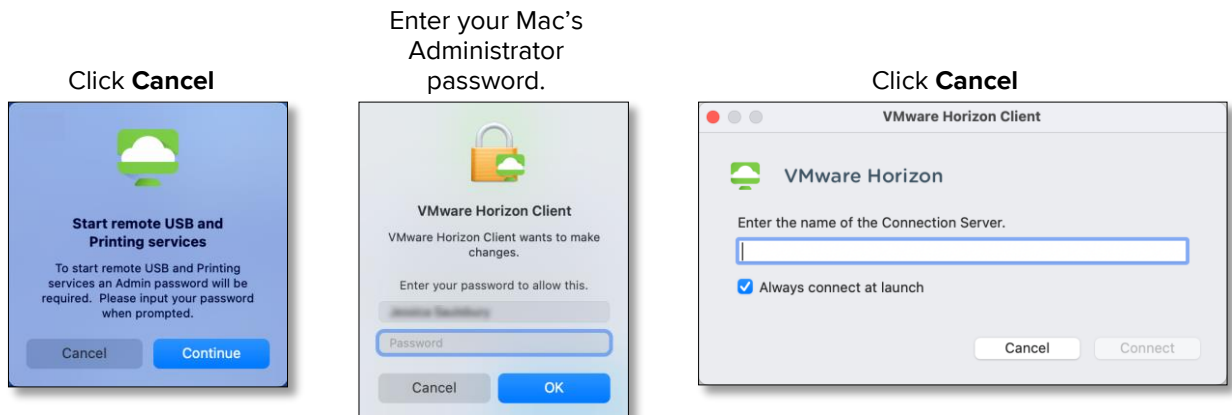 Click Cancel
Start remote USB and
Printing services
To start remote USB and Printing
services an Admin password will be
required. Please input your password
when prompted.
Cancel
Continue
Enter your Mac’s
Administrator
password.
VMware Horizon Client
VMware Horizon Client wants to make
changes.
Enter your password to allow this.
Password
Cancel
OK
Click Cancel
VMware Horizon Client
VMware Horizon
Enter the name of the Connection Server.
Always connect at launch
Cancel
Connect